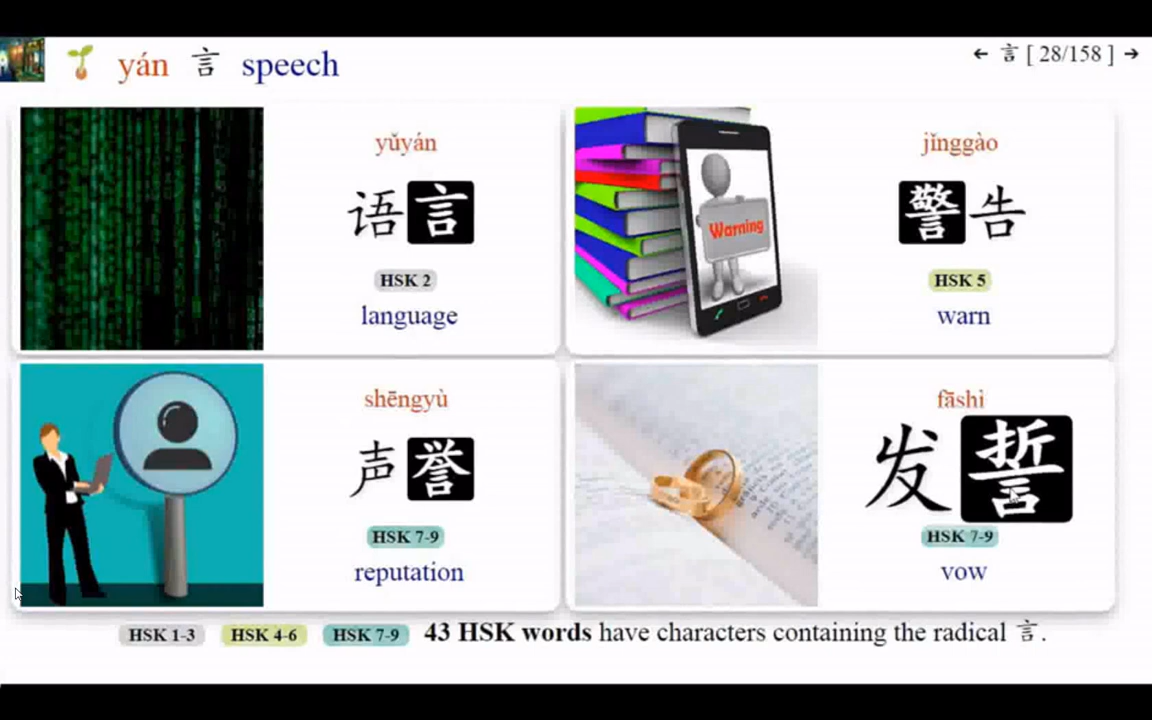 yán 言 speech
← 言 [ 28/158 ] →
yǔyán
语言
HSK 2
language
Warning
jǐnggào
警告
HSK 5
warn
shēngyù
声誉
HSK 7-9
reputation
fāshì
发誓
HSK 7-9
vow
HSK 1-3 HSK 4-6 HSK 7-9 43 HSK words have characters containing the radical 言.